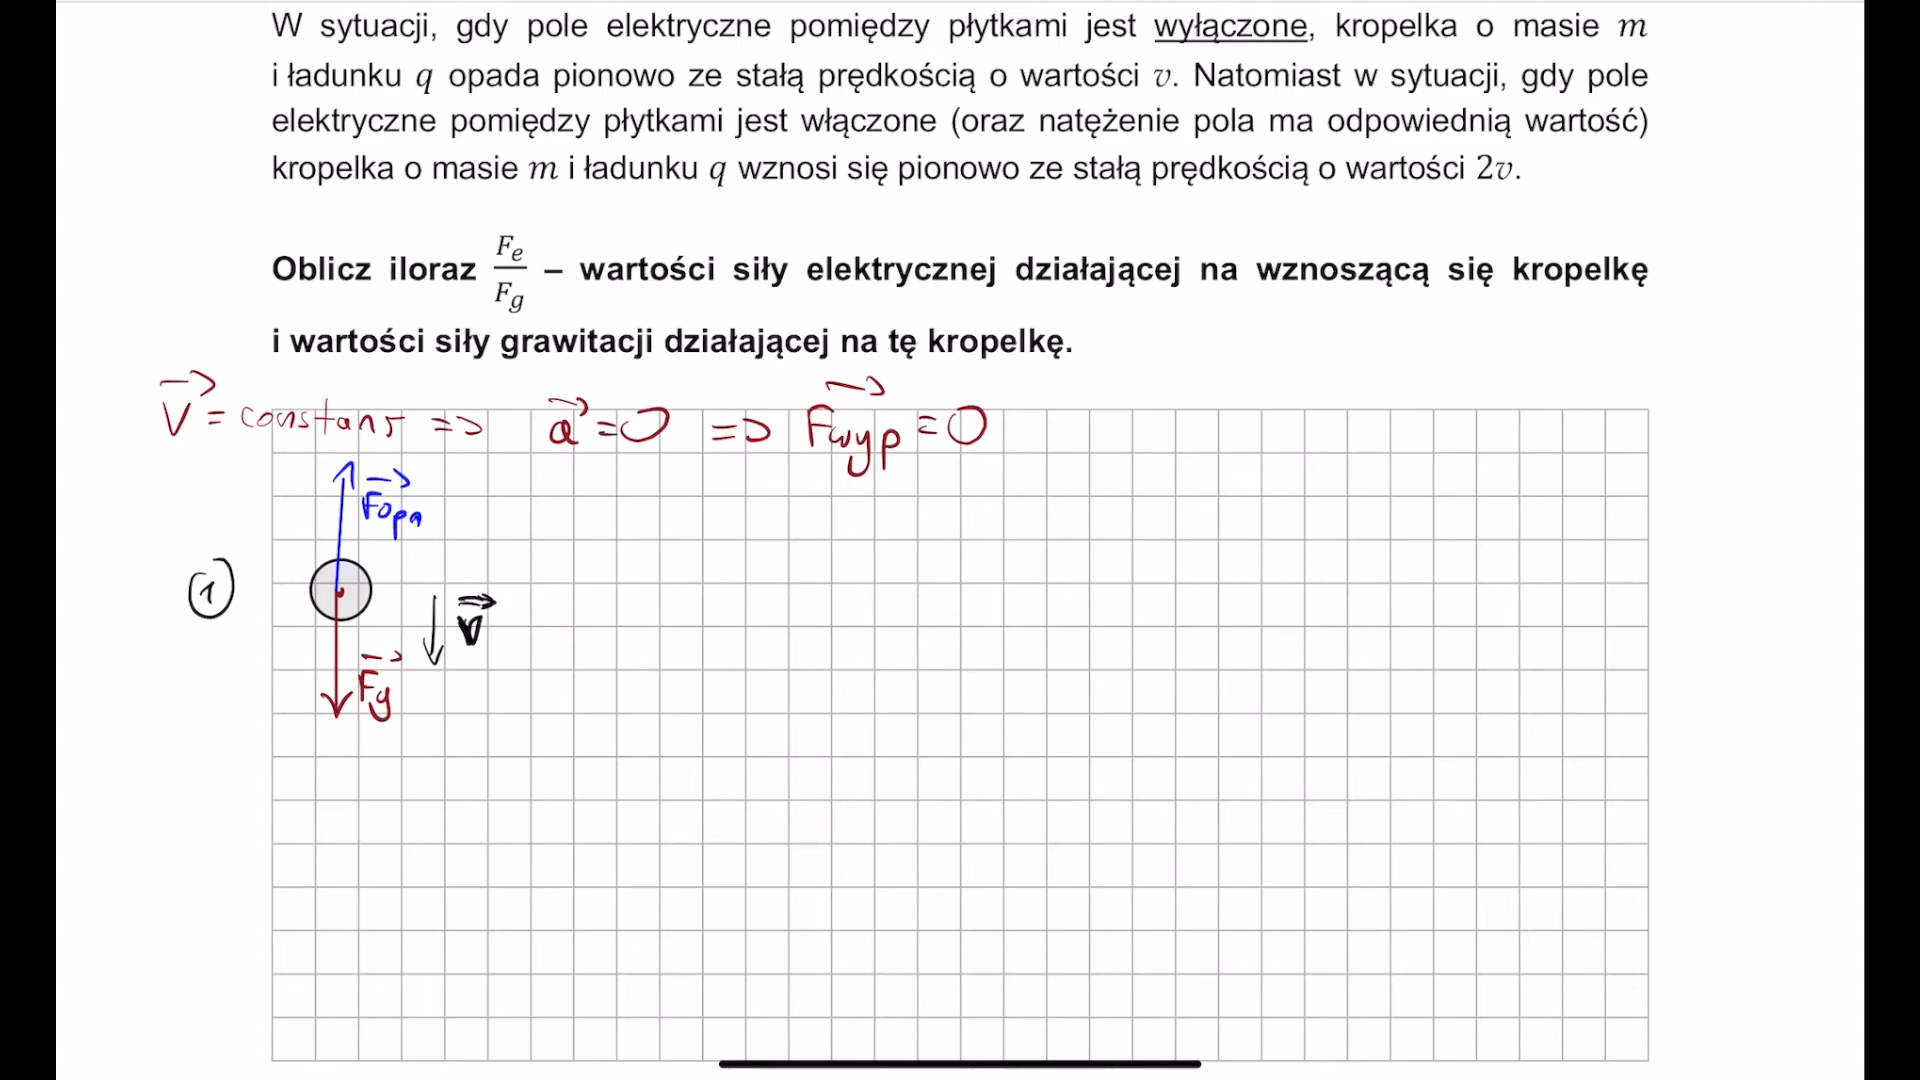 W sytuacji, gdy pole elektryczne pomiędzy płytkami jest wyłączone, kropelka o masie m
i ładunku q opada pionowo ze stałą prędkością o wartości v. Natomiast w sytuacji, gdy pole
elektryczne pomiędzy płytkami jest włączone (oraz natężenie pola ma odpowiednią wartość)
kropelka o masie m i ładunku q wznosi się pionowo ze stałą prędkością o wartości 2v.
Oblicz iloraz Fe/Fg – wartości siły elektrycznej działającej na wznoszącą się kropelkę
i wartości siły grawitacji działającej na tę kropelkę.
V = constans => a = 0 => Fwyp = 0
Fopr
1
v
Fg